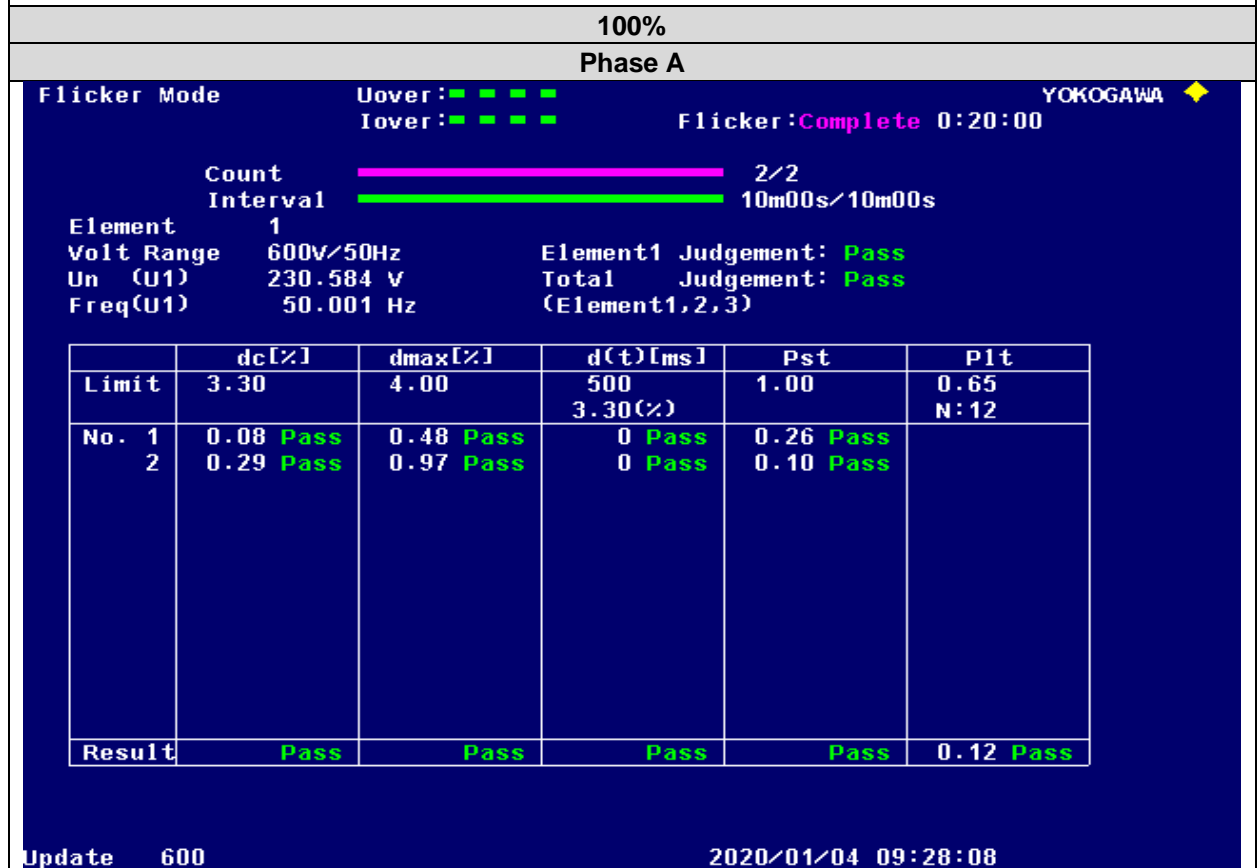 100%
Phase A
Flicker Mode Uover: YOKOGAWA
Iover: Flicker:Complete 0:20:00
Count 2/2
Interval 10m00s/10m00s
Element 1
Volt Range 600V/50Hz Element1 Judgement: Pass
Un (U1) 230.584 V Total Judgement: Pass
Freq(U1) 50.001 Hz (Element1,2,3)
dc[%] dmax[%] d(t)[ms] Pst Plt
Limit 3.30 4.00 500 1.00 0.65
3.30(%) N:12
No. 1 0.08 Pass 0.48 Pass 0 Pass 0.26 Pass
2 0.29 Pass 0.97 Pass 0 Pass 0.10 Pass
Result Pass Pass Pass Pass 0.12 Pass
Update 600 2020/01/04 09:28:08